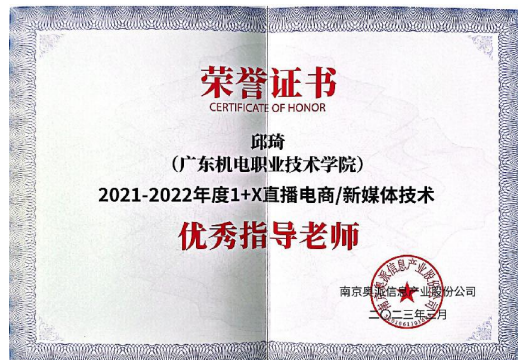 荣誉证书
CERTIFICATE OF HONOR
邱琦
（广东机电职业技术学院）
2021-2022年度1+X直播电商/新媒体技术
优秀指导老师
南京奥派信息产业股份公司
二〇二三年 月